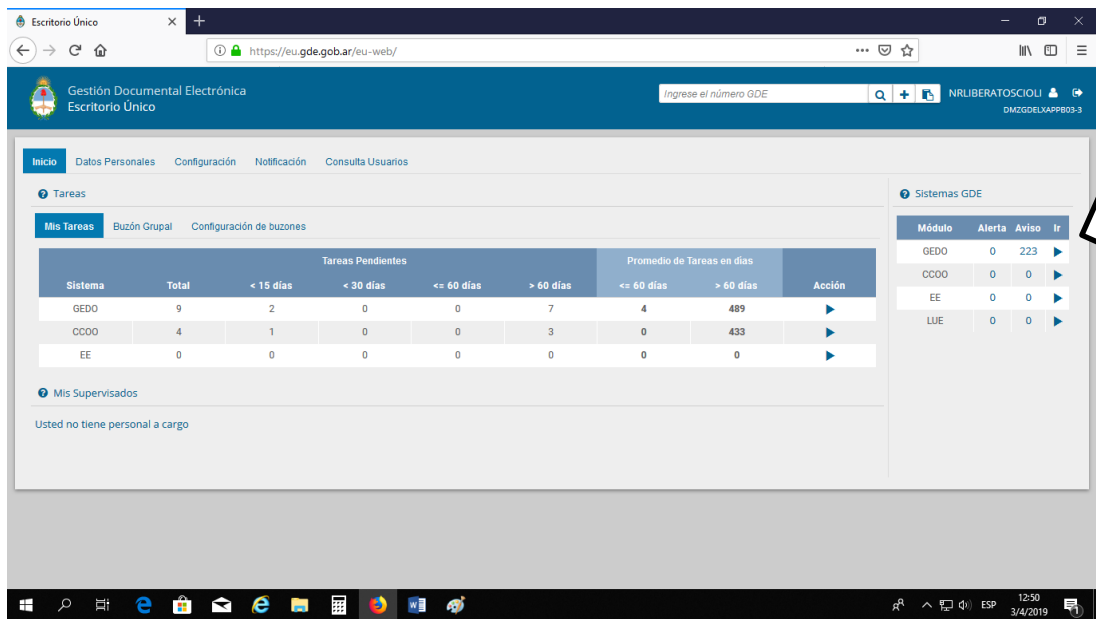 Escritorio Único
https://eu.gde.gob.ar/eu-web/
Gestión Documental Electrónica
Escritorio Único
Ingrese el número GDE
NRLIBERATOSCIOLI
DMZGDELXAPPB03-3
Inicio Datos Personales Configuración Notificación Consulta Usuarios
Tareas
Mis Tareas Buzón Grupal Configuración de buzones
Tareas Pendientes Promedio de Tareas en días
Sistema Total < 15 días < 30 días <= 60 días > 60 días <= 60 días > 60 días Acción
GEDO 9 2 0 0 7 4 489
CCOO 4 1 0 0 3 0 433
EE 0 0 0 0 0 0 0
Mis Supervisados
Usted no tiene personal a cargo
Sistemas GDE
Módulo Alerta Aviso Ir
GEDO 0 223
CCOO 0 0
EE 0 0
LUE 0 0
ESP
12:50
3/4/2019